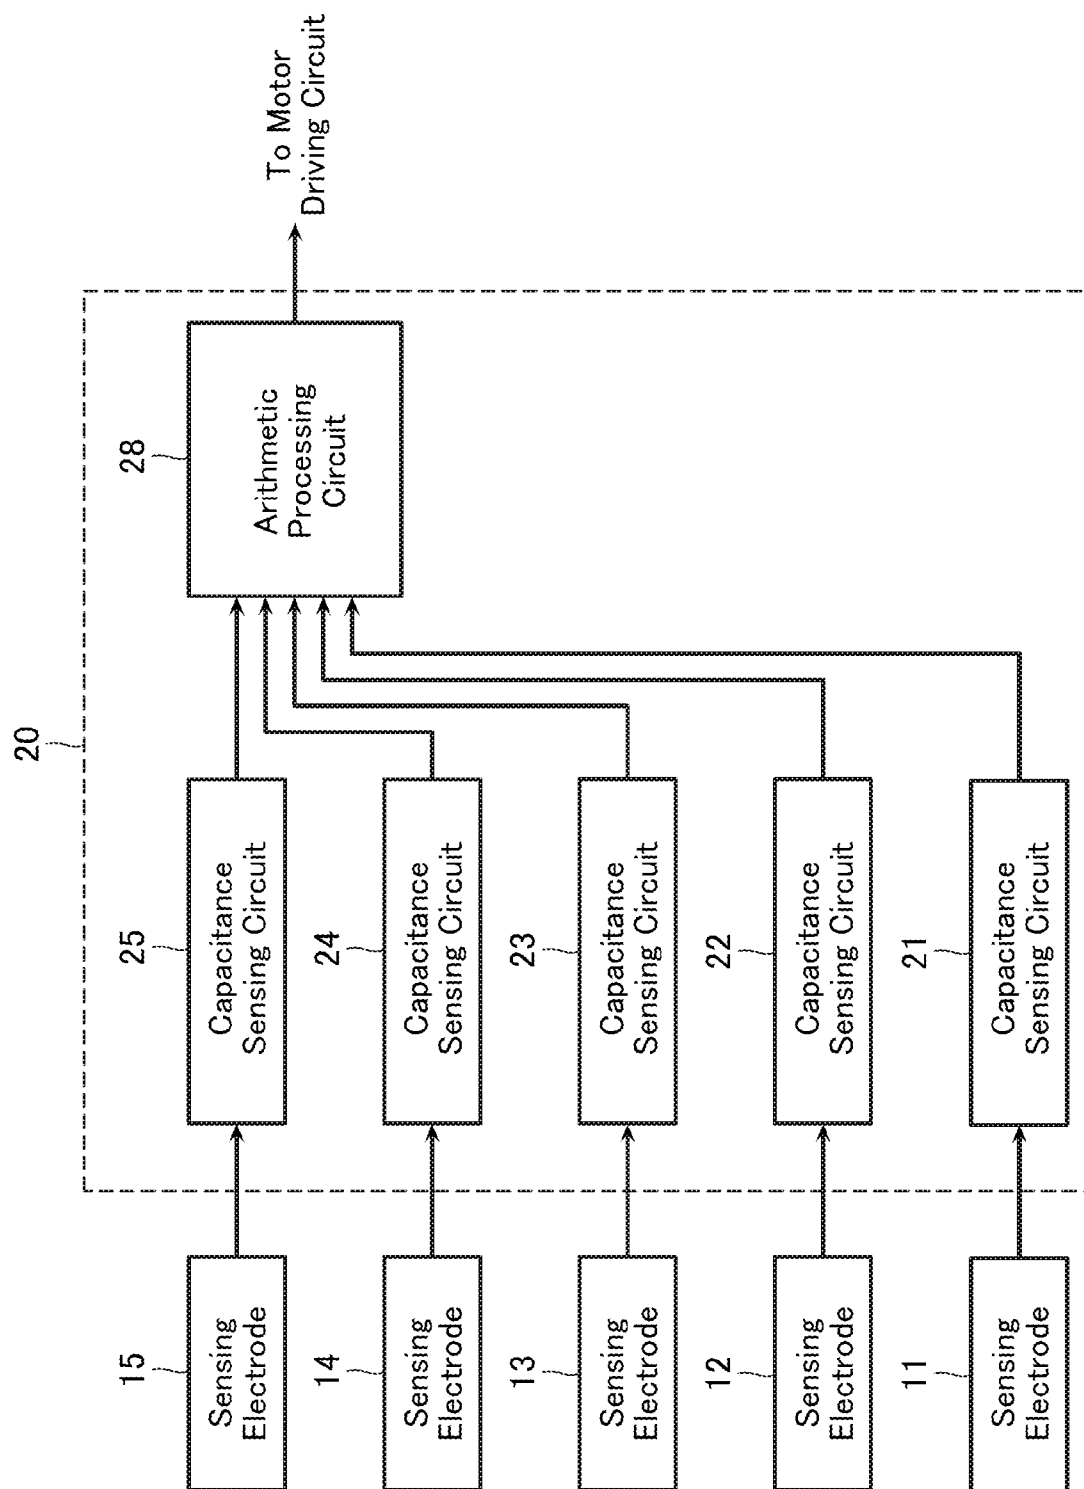 20
15
Sensing
Electrode
25
Capacitance
Sensing Circuit
28
Arithmetic
Processing
Circuit
To Motor
Driving Circuit
14
Sensing
Electrode
24
Capacitance
Sensing Circuit
13
Sensing
Electrode
23
Capacitance
Sensing Circuit
12
Sensing
Electrode
22
Capacitance
Sensing Circuit
11
Sensing
Electrode
21
Capacitance
Sensing Circuit